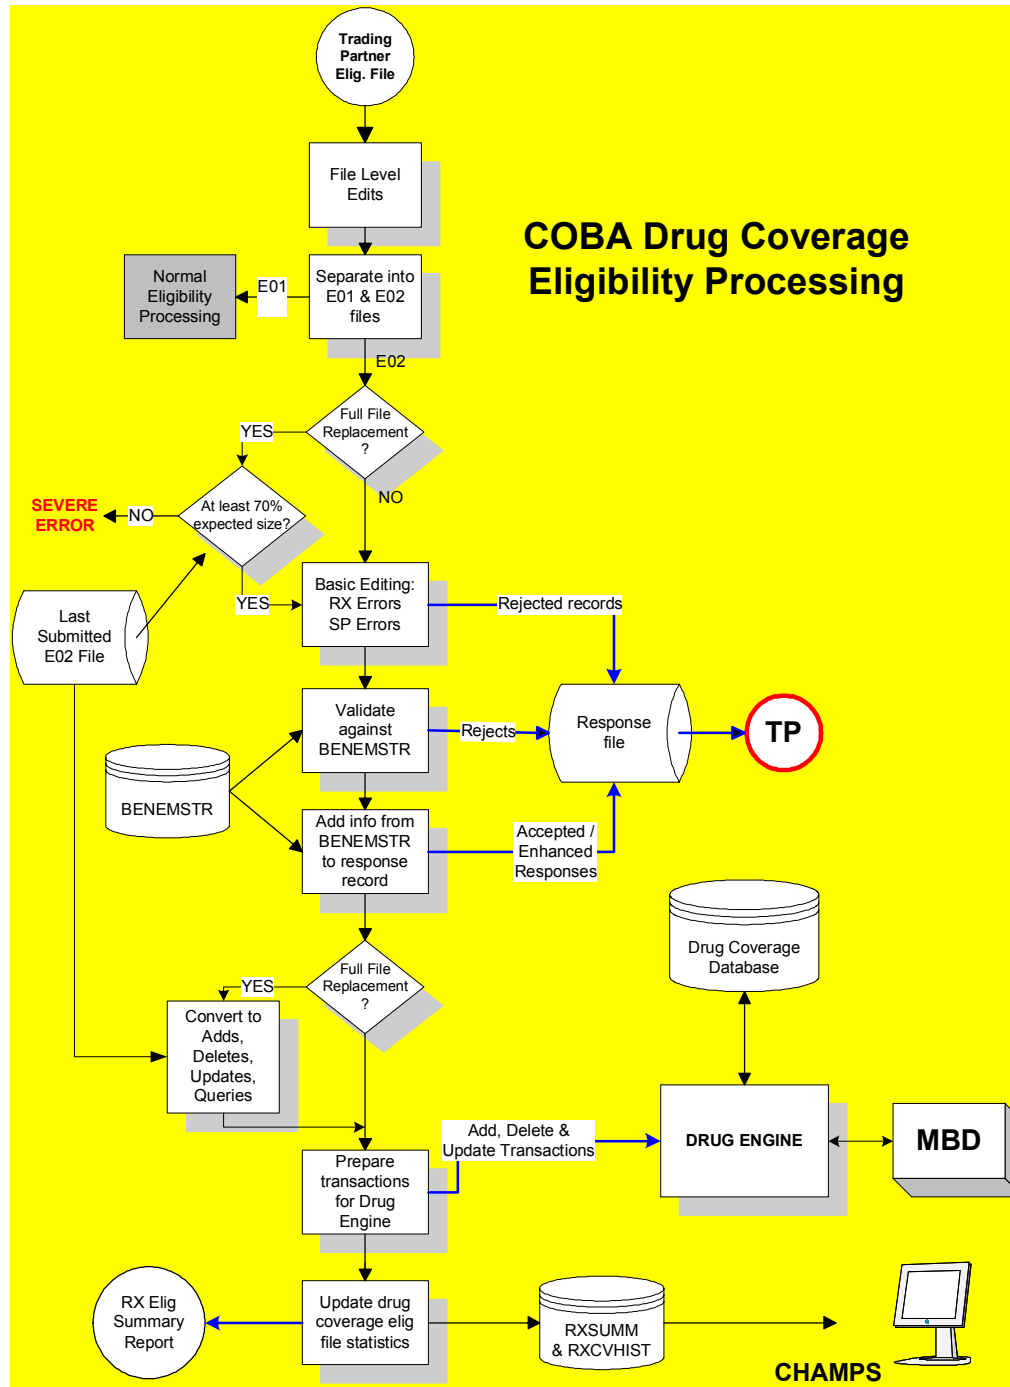 Trading
Partner
Elig. File
File Level
Edits
COBA Drug Coverage
Eligibility Processing
Normal
Eligibility
Processing
E01
Separate into
E01 & E02
files
E02
Full File
Replacement
?
YES
NO
At least 70%
expected size?
NO
SEVERE
ERROR
YES
Basic Editing:
RX Errors
SP Errors
Rejected records
Last
Submitted
E02 File
Validate
against
BENEMSTR
Rejects
Response
file
TP
BENEMSTR
Add info from
BENEMSTR
to response
record
Accepted /
Enhanced
Responses
Drug Coverage
Database
Full File
Replacement
?
YES
Convert to
Adds,
Deletes,
Updates,
Queries
Add, Delete &
Update Transactions
DRUG ENGINE
MBD
Prepare
transactions
for Drug
Engine
RX Elig
Summary
Report
Update drug
coverage elig
file statistics
RXSUMM
& RXCVHIST
CHAMPS